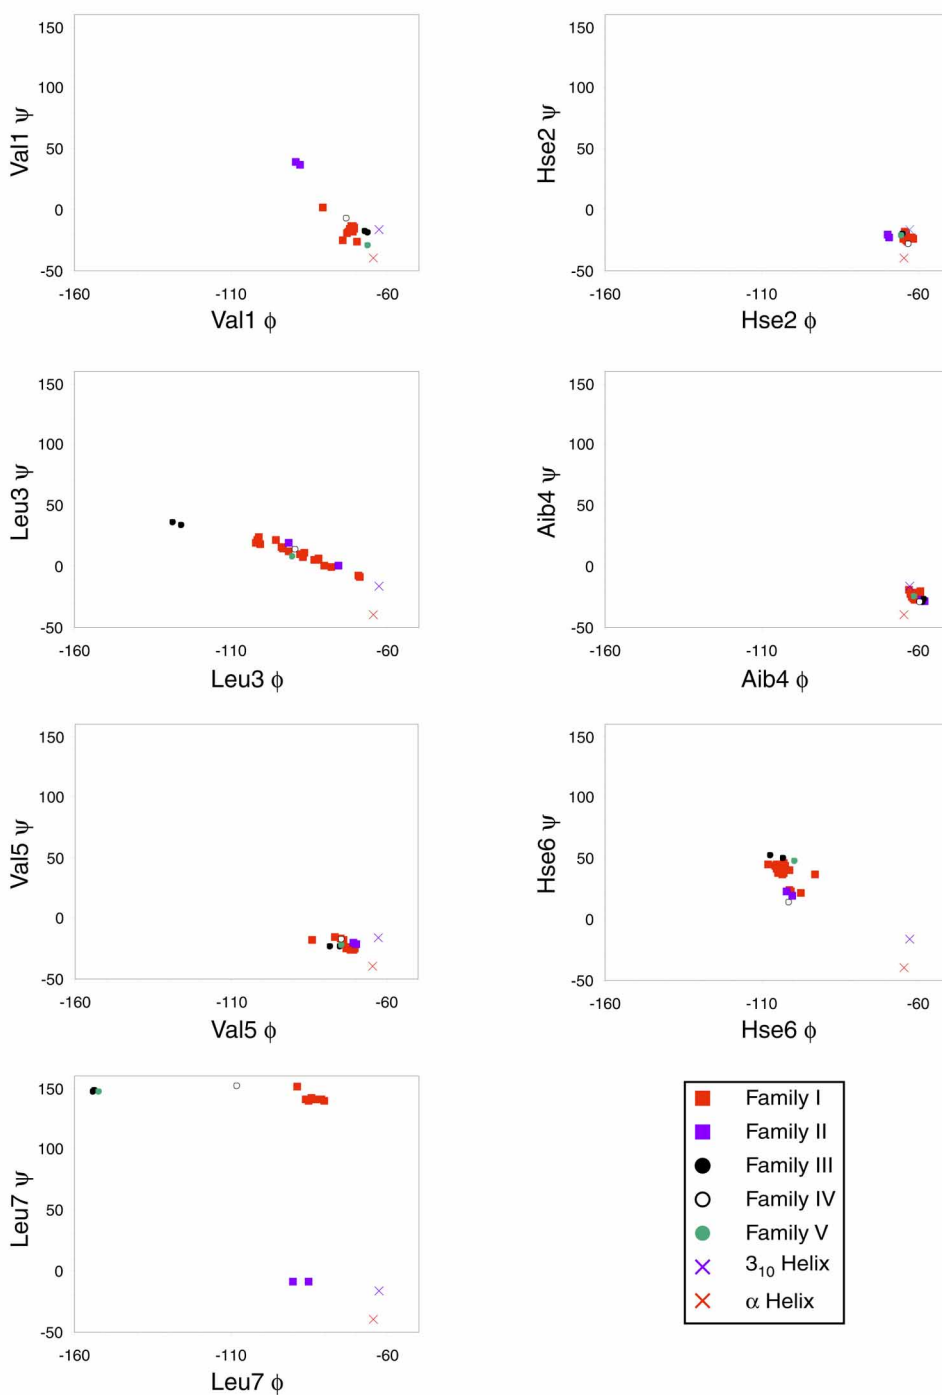 150
100
50
0
-50
-160
-110
-60
Val1 ψ
Val1 ϕ
150
100
50
0
-50
-160
-110
-60
Hse2 ψ
Hse2 ϕ
150
100
50
0
-50
-160
-110
-60
Leu3 ψ
Leu3 ϕ
150
100
50
0
-50
-160
-110
-60
Aib4 ψ
Aib4 ϕ
150
100
50
0
-50
-160
-110
-60
Val5 ψ
Val5 ϕ
150
100
50
0
-50
-160
-110
-60
Hse6 ψ
Hse6 ϕ
150
100
50
0
-50
-160
-110
-60
Leu7 ψ
Leu7 ϕ
Family I
Family II
Family III
Family IV
Family V
3₁₀ Helix
α Helix